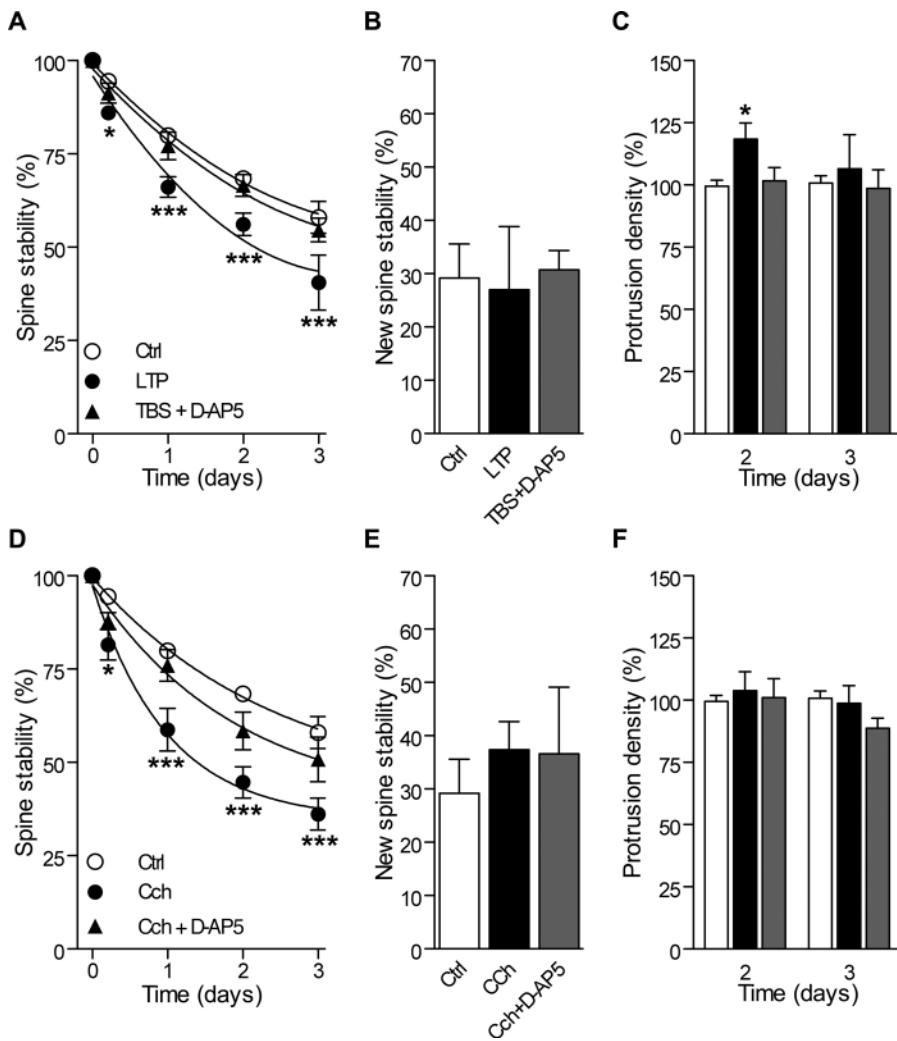 A
Spine stability (%)
100
75
50
25
0
*
***
***
***
Ctrl
LTP
TBS + D-AP5
0 1 2 3
Time (days)
B
New spine stability (%)
70
60
50
40
30
20
10
0
Ctrl
LTP
TBS+D-AP5
C
Protrusion density (%)
150
125
100
75
50
25
0
*
2 3
Time (days)
D
Spine stability (%)
100
75
50
25
0
*
***
***
***
Ctrl
Cch
Cch + D-AP5
0 1 2 3
Time (days)
E
New spine stability (%)
70
60
50
40
30
20
10
0
Ctrl
CCh
Cch+D-AP5
F
Protrusion density (%)
150
125
100
75
50
25
0
2 3
Time (days)